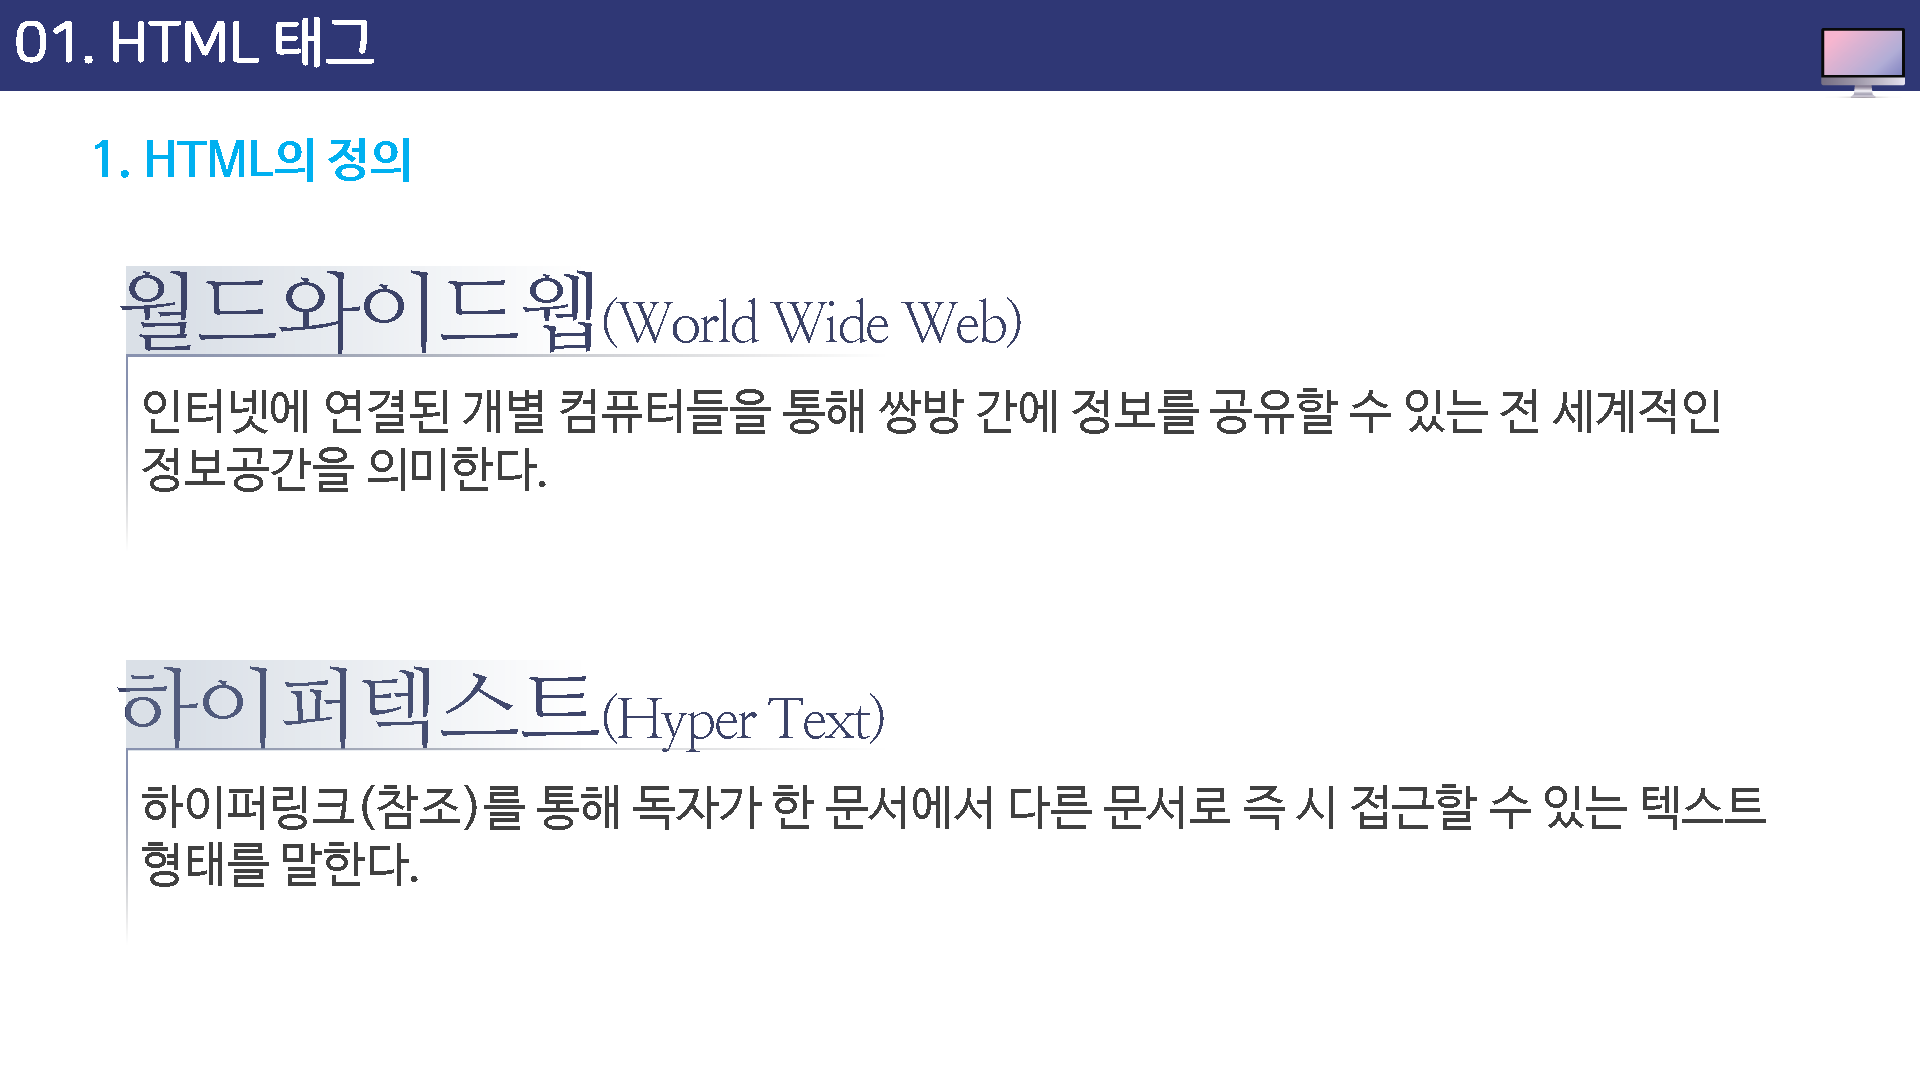 01. HTML 태그
1. HTML의 정의
월드와이드웹(World Wide Web)
인터넷에 연결된 개별 컴퓨터들을 통해 쌍방 간에 정보를 공유할 수 있는 전 세계적인
정보공간을 의미한다.
하이퍼텍스트(Hyper Text)
하이퍼링크(참조)를 통해 독자가 한 문서에서 다른 문서로 즉 시 접근할 수 있는 텍스트
형태를 말한다.